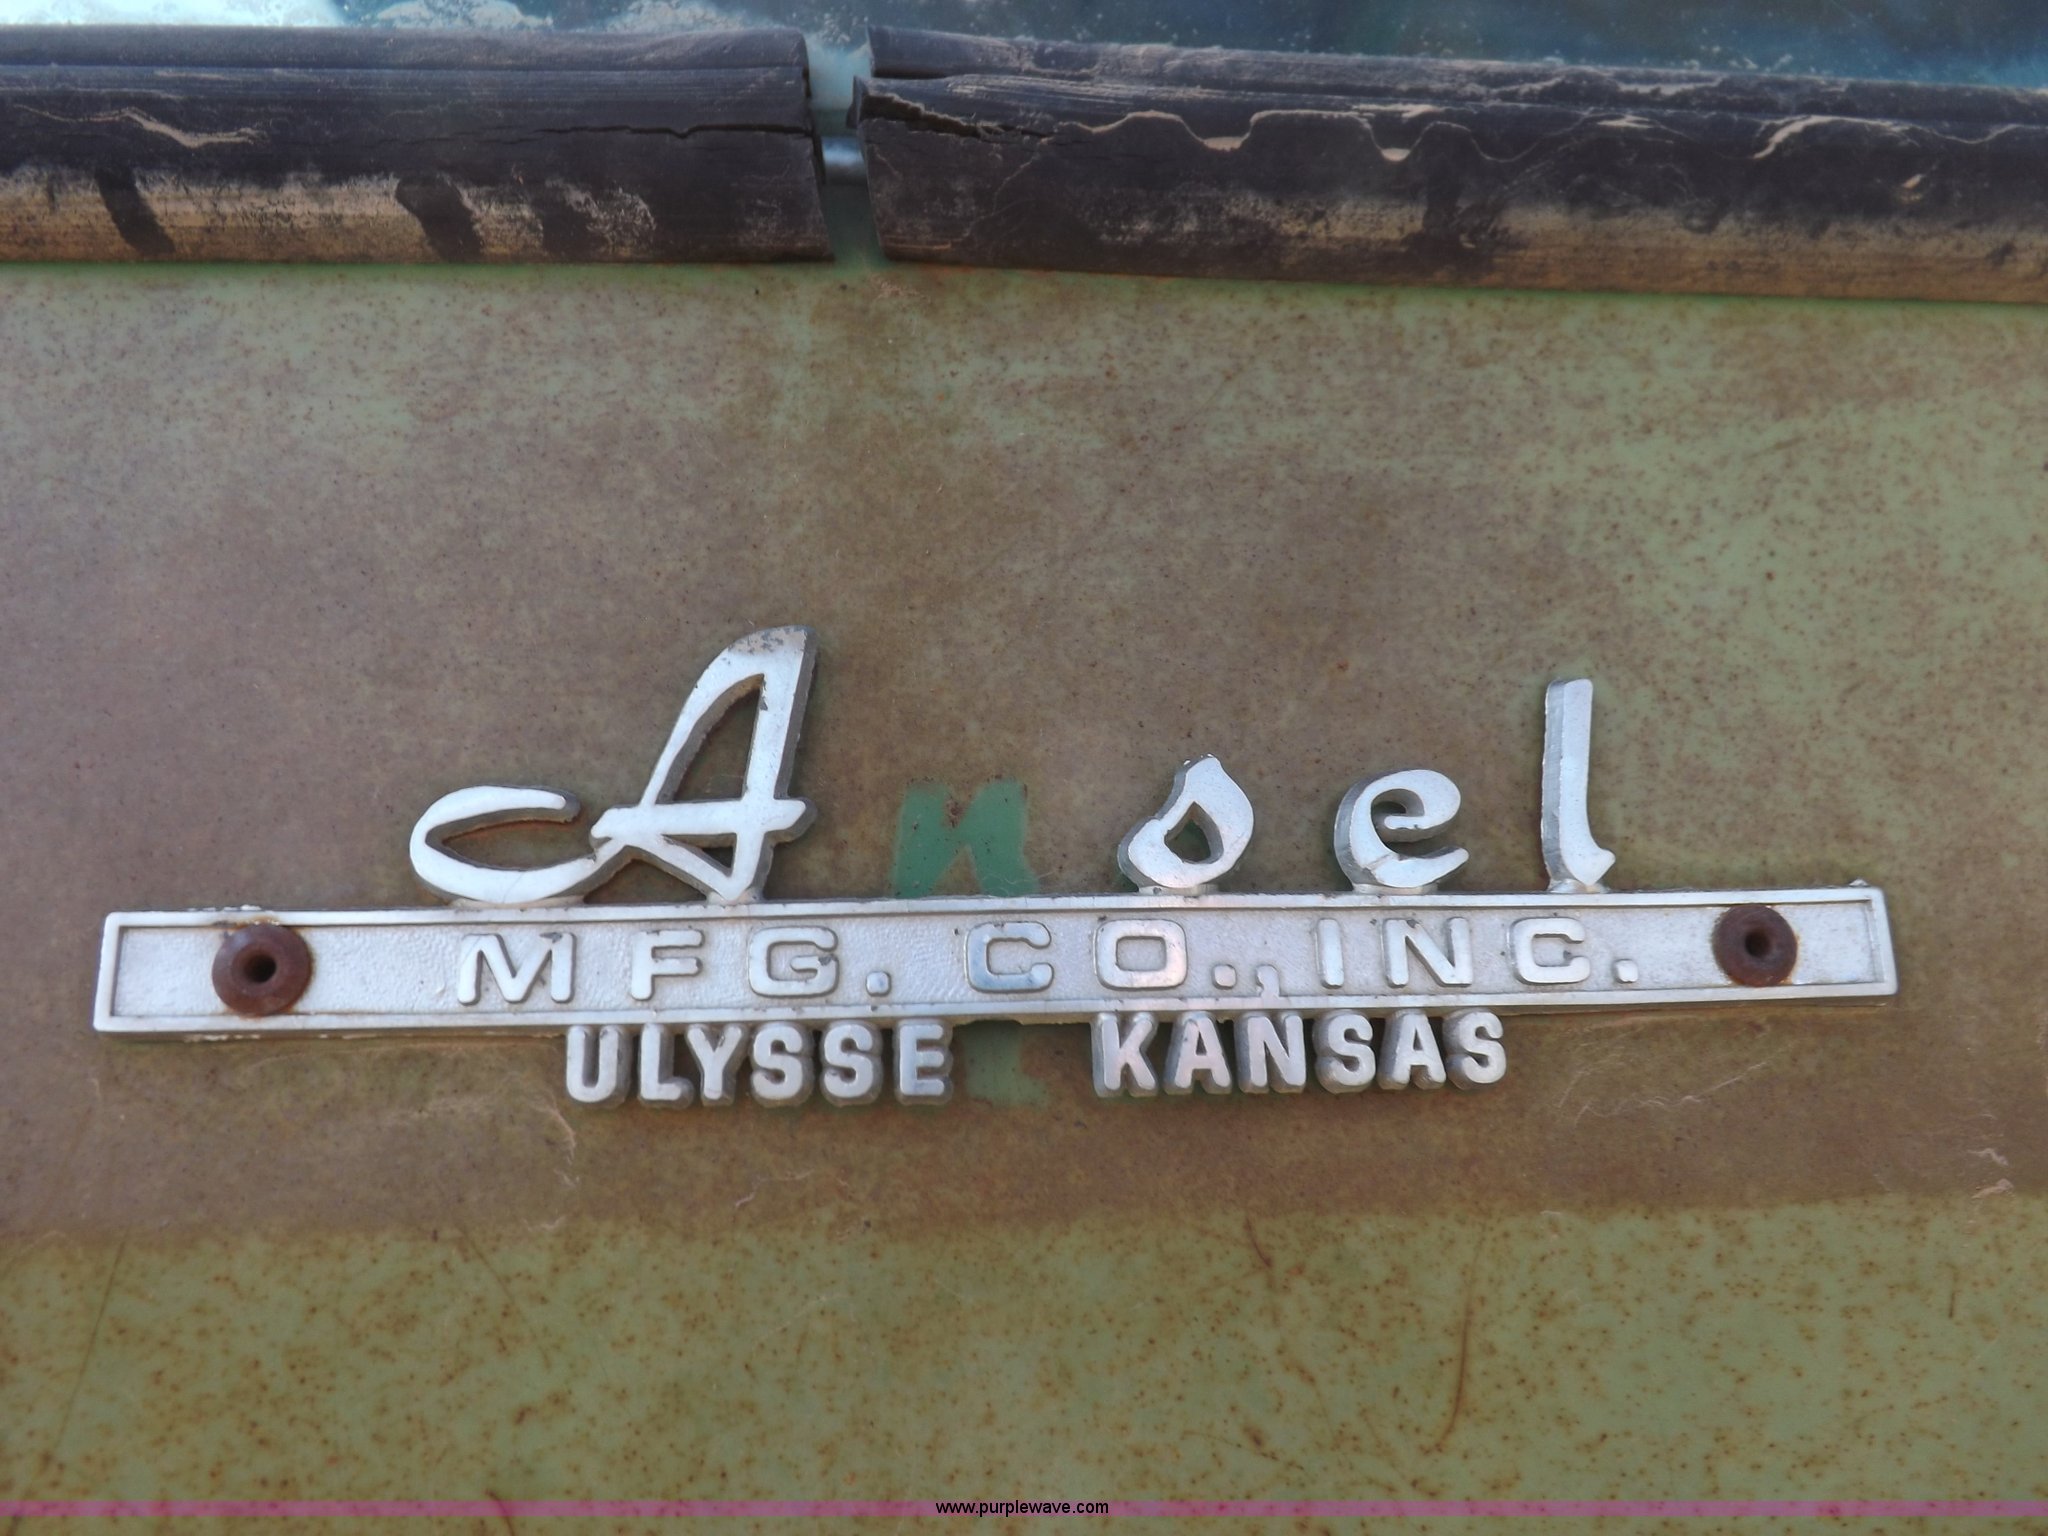 Ansel
MFG. CO., INC.
ULYSSE KANSAS
www.purplewave.com